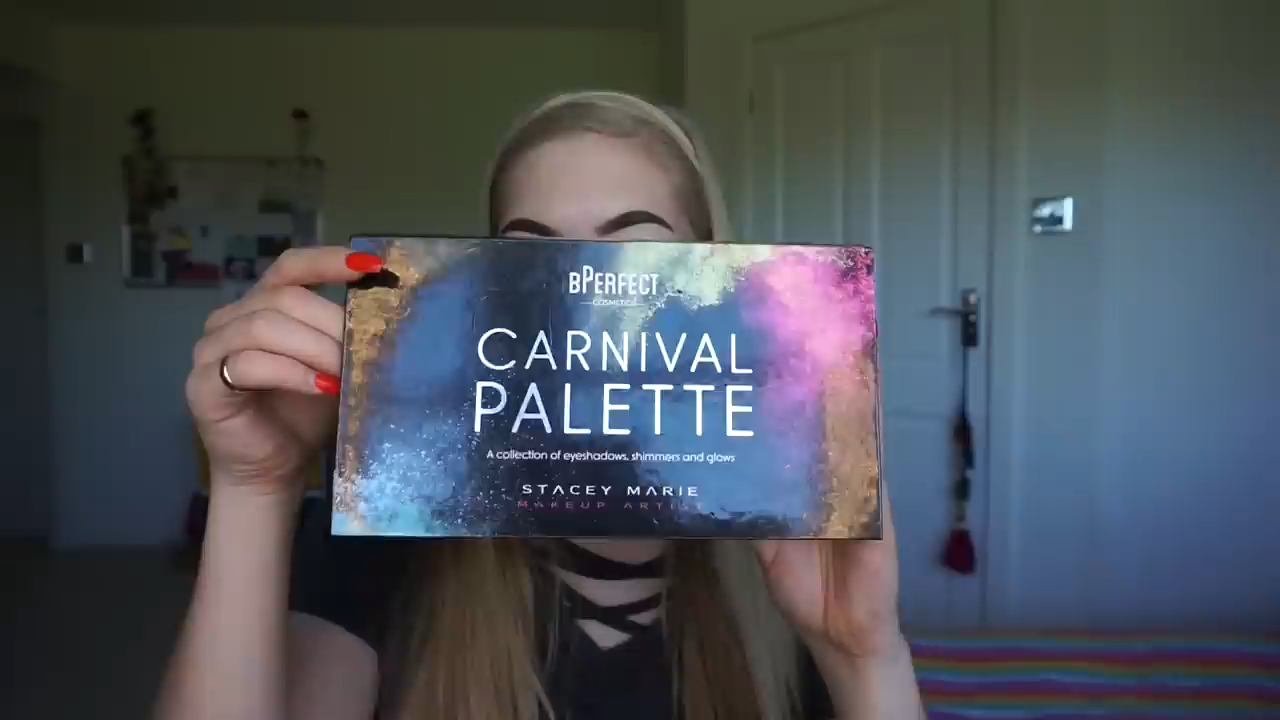 BPERFECT
COSMETICS
CARNIVAL
PALETTE
A collection of eyeshadows, shimmers and glows
STACEY MARIE
MAKEUP ARTIST